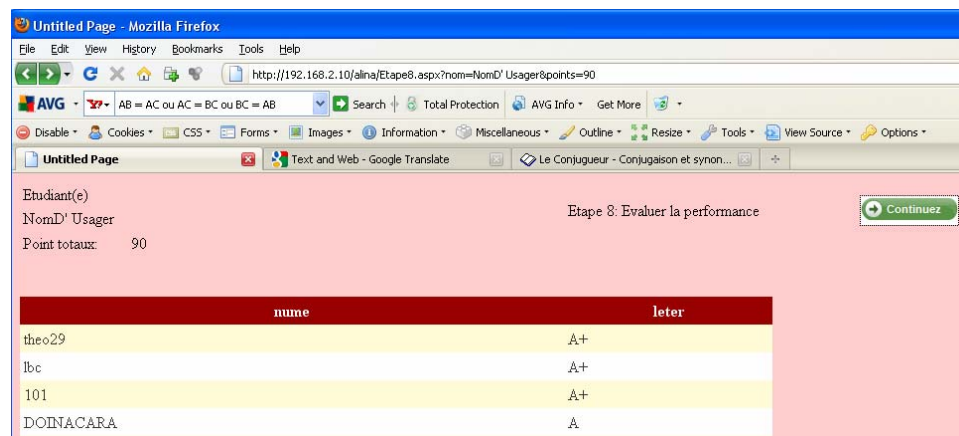 Untitled Page - Mozilla Firefox
File Edit View History Bookmarks Tools Help
http://192.168.2.10/alina/Etape8.aspx?nom=NomD' Usager&points=90
AVG AB = AC ou AC = BC ou BC = AB Search Total Protection AVG Info Get More
Disable Cookies CSS Forms Images Information Miscellaneous Outline Resize Tools View Source Options
Untitled Page Text and Web - Google Translate Le Conjugueur - Conjugaison et synon...
Etudiant(e)
NomD' Usager
Etape 8: Evaluer la performance
Continuez
Point totaux: 90
nume leter
theo29 A+
lbc A+
101 A+
DOINACARA A